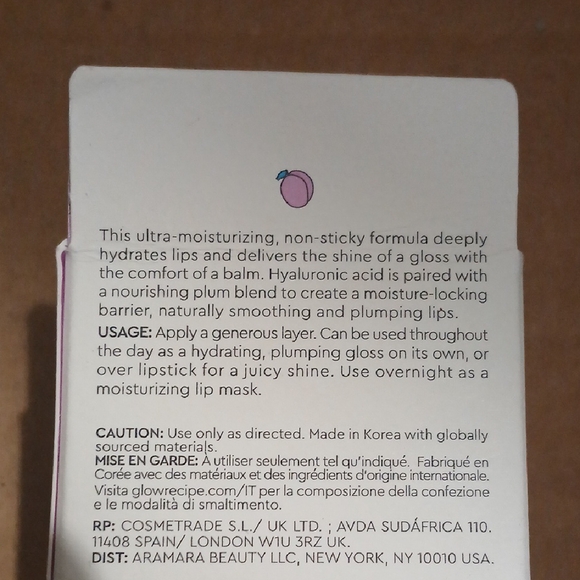 This ultra-moisturizing, non-sticky formula deeply
hydrates lips and delivers the shine of a gloss with
the comfort of a balm. Hyaluronic acid is paired with
a nourishing plum blend to create a moisture-locking
barrier, naturally smoothing and plumping lips.
USAGE: Apply a generous layer. Can be used throughout
the day as a hydrating, plumping gloss on its own, or
over lipstick for a juicy shine. Use overnight as a
moisturizing lip mask.
CAUTION: Use only as directed. Made in Korea with globally
sourced materials.
MISE EN GARDE: À utiliser seulement tel qu'indiqué. Fabriqué en
Corée avec des matériaux et des ingrédients d'origine internationale.
Visita glowrecipe.com/IT per la composizione della confezione
e le modalità di smaltimento.
RP: COSMETRADE S.L./ UK LTD. ; AVDA SUDÁFRICA 110.
11408 SPAIN/ LONDON W1U 3RZ UK.
DIST: ARAMARA BEAUTY LLC, NEW YORK, NY 10010 USA.